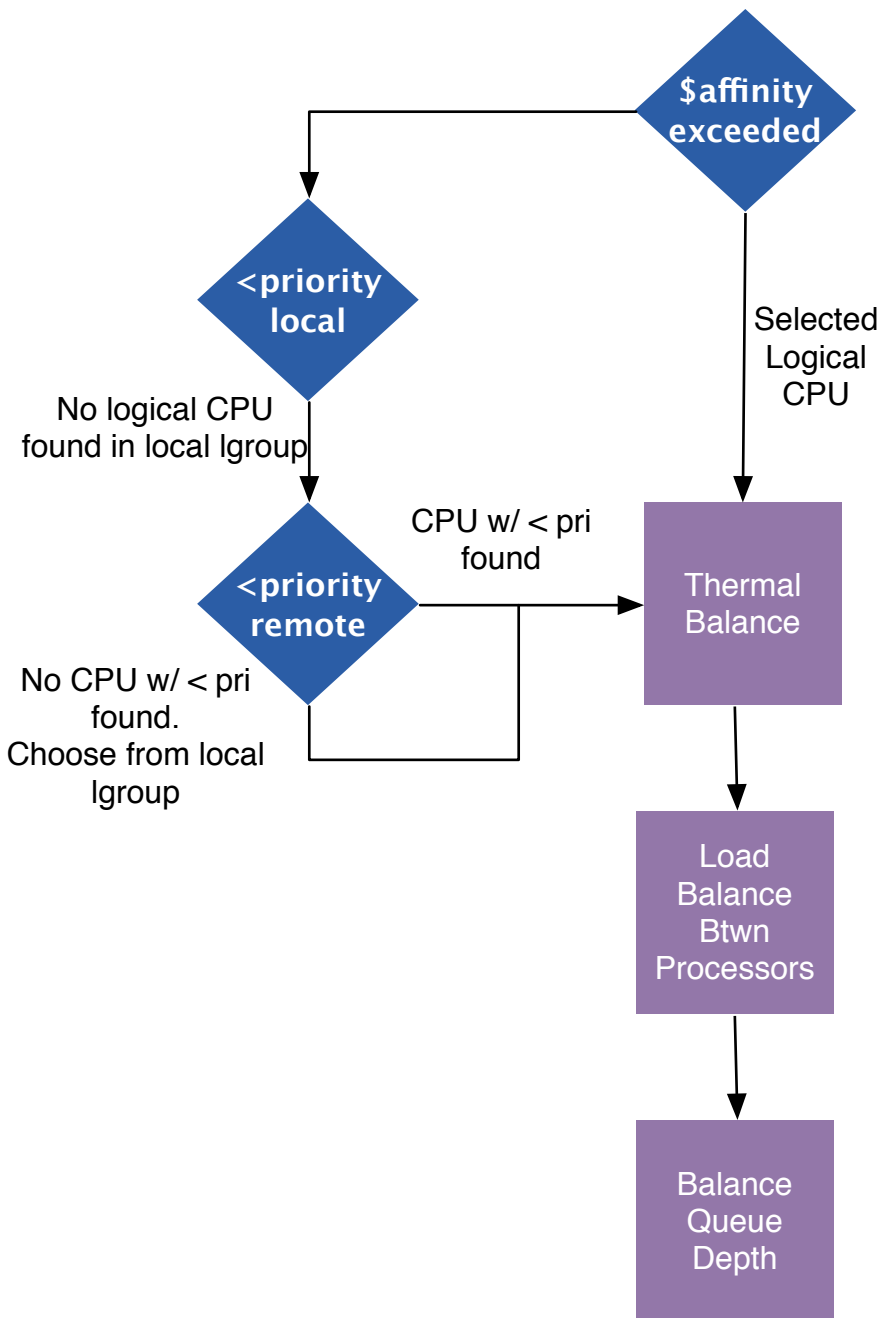 $affinity
exceeded
<priority
local
Selected
Logical
CPU
No logical CPU
found in local lgroup
CPU w/ < pri
found
<priority
remote
Thermal
Balance
No CPU w/ < pri
found.
Choose from local
lgroup
Load
Balance
Btwn
Processors
Balance
Queue
Depth